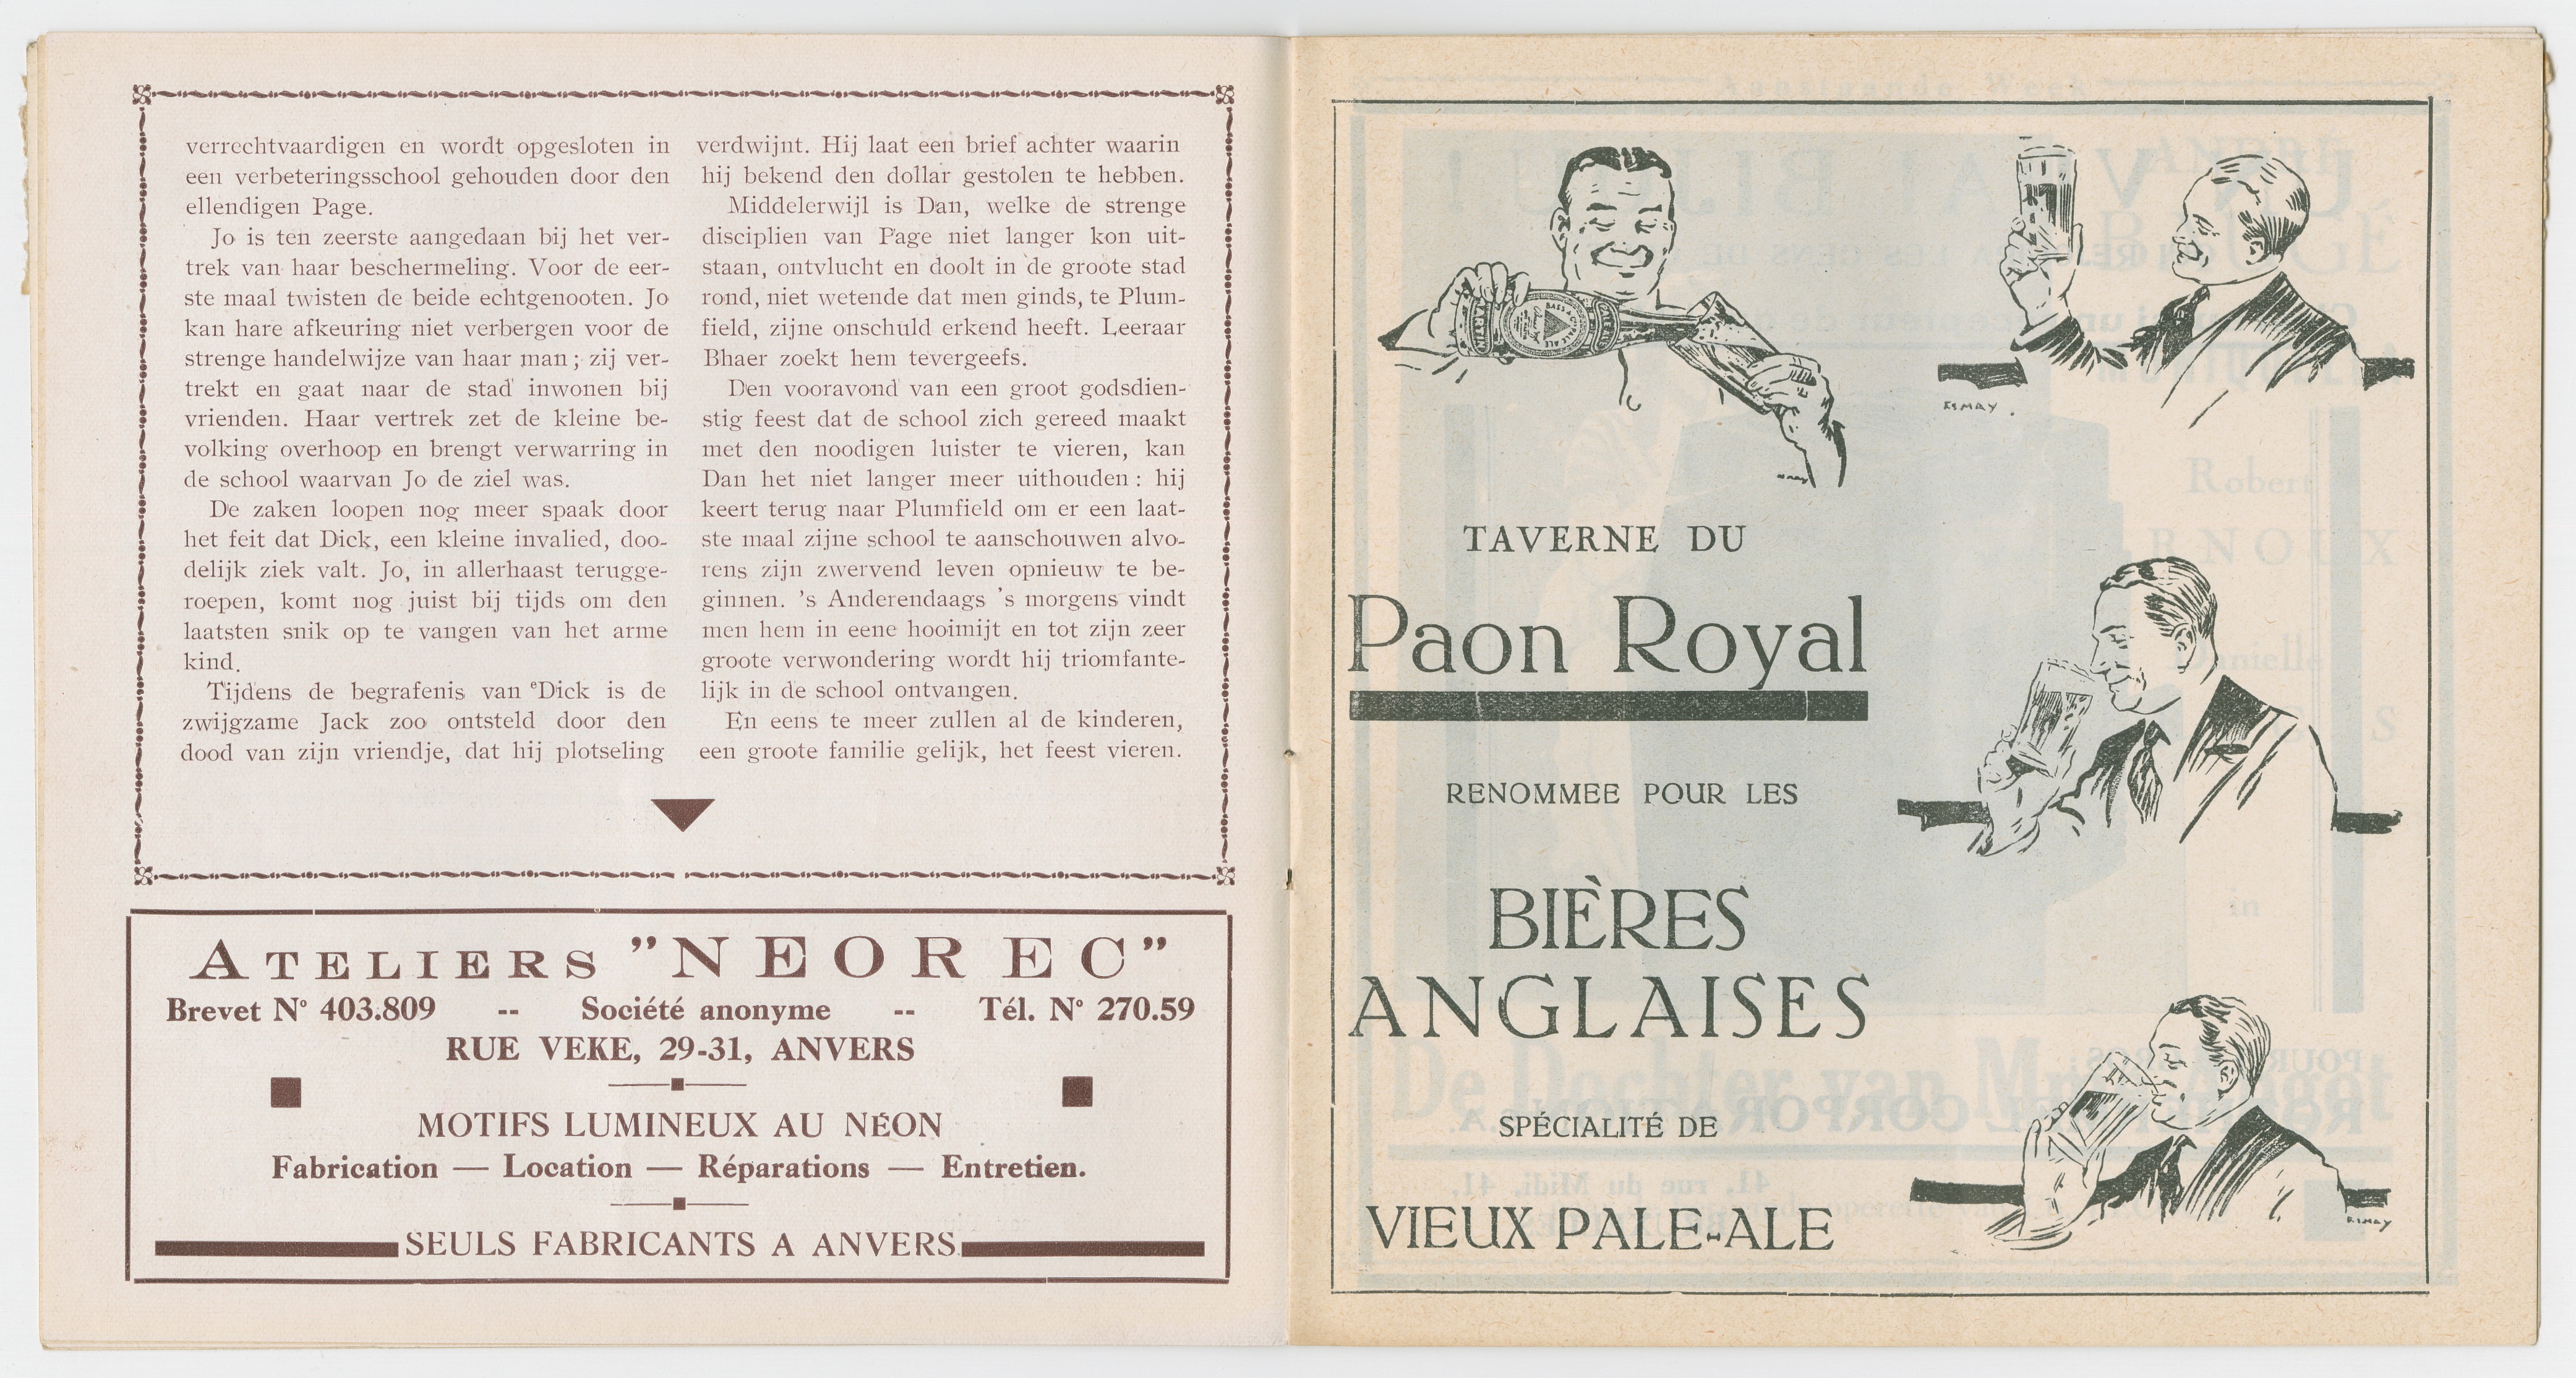 verrechtvaardigen en wordt opgesloten in
een verbeteringsschool gehouden door den
ellendigen Page.
Jo is ten zeerste aangedaan bij het ver-
trek van haar beschermeling. Voor de eer-
ste maal twisten de beide echtgenooten. Jo
kan hare afkeuring niet verbergen voor de
strenge handelwijze van haar man; zij ver-
trekt en gaat naar de stad inwonen bij
vrienden. Haar vertrek zet de kleine be-
volking overhoop en brengt verwarring in
de school waarvan Jo de ziel was.
De zaken loopen nog meer spaak door
het feit dat Dick, een kleine invalied, doo-
delijk ziek valt. Jo, in allerhaast terugge-
roepen, komt nog juist bij tijds om den
laatsten snik op te vangen van het arme
kind.
Tijdens de begrafenis van eDick is de
zwijgzame Jack zoo ontsteld door den
dood van zijn vriendje, dat hij plotseling
verdwijnt. Hij laat een brief achter waarin
hij bekend den dollar gestolen te hebben.
Middelerwijl is Dan, welke de strenge
disciplien van Page niet langer kon uit-
staan, ontvlucht en doolt in de groote stad
rond, niet wetende dat men ginds, te Plum-
field, zijne onschuld erkend heeft. Leeraar
Bhaer zoekt hem tevergeefs.
Den vooravond van een groot godsdien-
stig feest dat de school zich gereed maakt
met den noodigen luister te vieren, kan
Dan het niet langer meer uithouden: hij
keert terug naar Plumfield om er een laat-
ste maal zijne school te aanschouwen alvo-
rens zijn zwervend leven opnieuw te be-
ginnen. 's Anderendaags 's morgens vindt
men hem in eene hooimijt en tot zijn zeer
groote verwondering wordt hij triomfante-
lijk in de school ontvangen.
En eens te meer zullen al de kinderen,
een groote familie gelijk, het feest vieren.
ATELIERS "NEOREC"
Brevet N° 403.809 -- Société anonyme -- Tél. N° 270.59
RUE VEKE, 29-31, ANVERS
MOTIFS LUMINEUX AU NÉON
Fabrication — Location — Réparations — Entretien.
SEULS FABRICANTS A ANVERS
BASS & CO'S PALE ALE
ESMAY.
TAVERNE DU
Paon Royal
RENOMMEE POUR LES
BIÈRES
ANGLAISES
SPÉCIALITÉ DE
VIEUX PALE-ALE
ESMAY